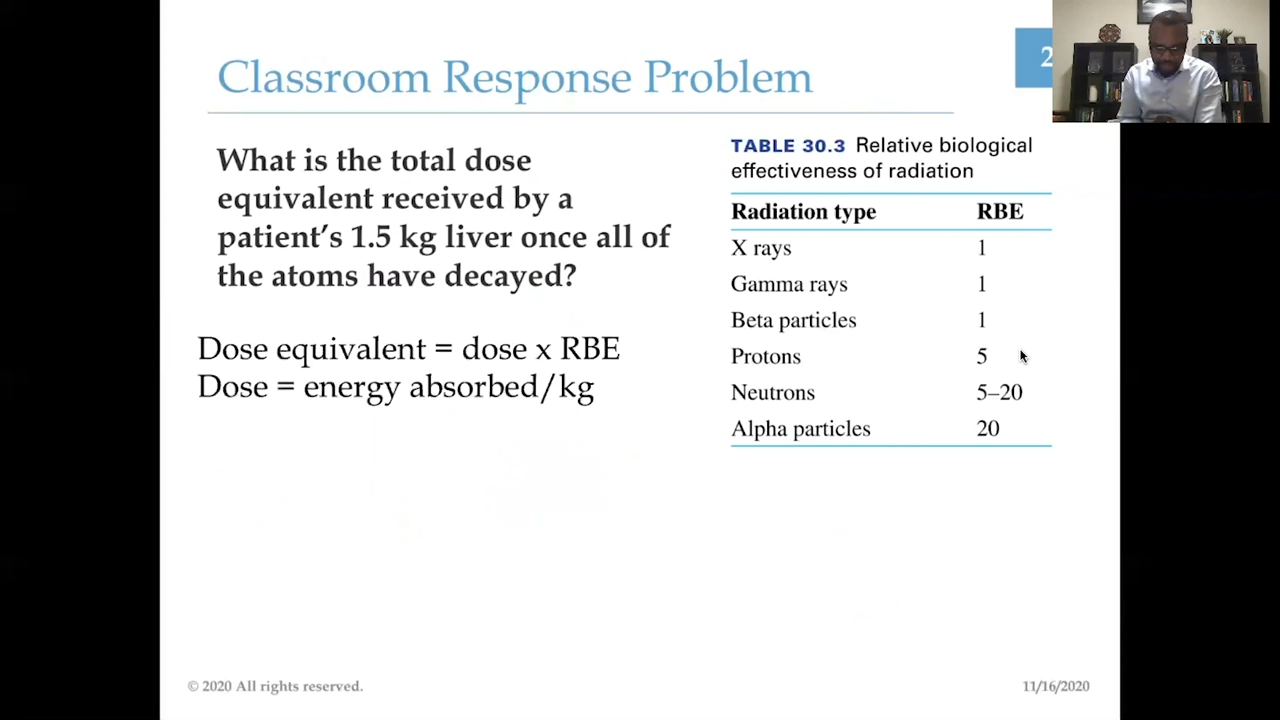 Classroom Response Problem
2
What is the total dose
equivalent received by a
patient’s 1.5 kg liver once all of
the atoms have decayed?
Dose equivalent = dose x RBE
Dose = energy absorbed/kg
TABLE 30.3 Relative biological
effectiveness of radiation
Radiation type RBE
X rays 1
Gamma rays 1
Beta particles 1
Protons 5
Neutrons 5–20
Alpha particles 20
© 2020 All rights reserved.
11/16/2020